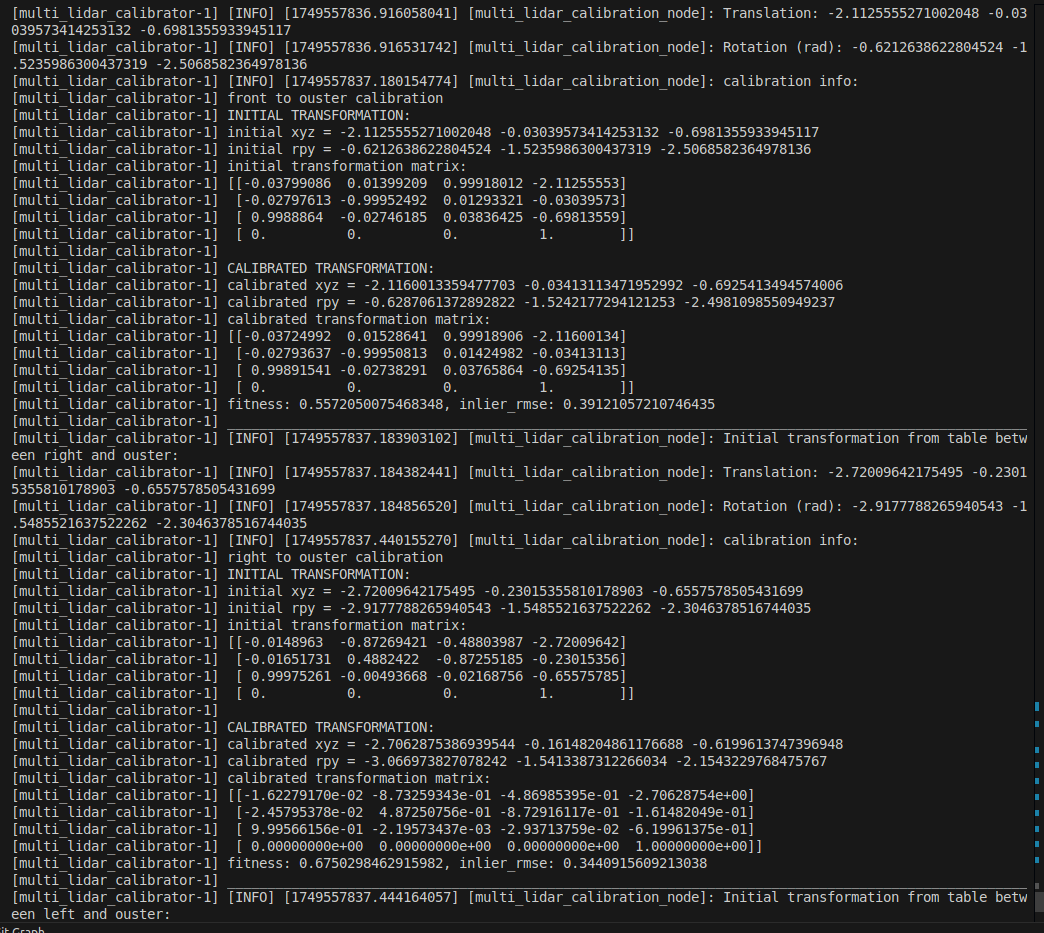 [multi_lidar_calibrator-1] [INFO] [1749557836.916058041] [multi_lidar_calibration_node]: Translation: -2.1125555271002048 -0.03
039573414253132 -0.6981355933945117
[multi_lidar_calibrator-1] [INFO] [1749557836.916531742] [multi_lidar_calibration_node]: Rotation (rad): -0.6212638622804524 -1
.5235986300437319 -2.5068582364978136
[multi_lidar_calibrator-1] [INFO] [1749557837.180154774] [multi_lidar_calibration_node]: calibration info:
[multi_lidar_calibrator-1] front to ouster calibration
[multi_lidar_calibrator-1] INITIAL TRANSFORMATION:
[multi_lidar_calibrator-1] initial xyz = -2.1125555271002048 -0.03039573414253132 -0.6981355933945117
[multi_lidar_calibrator-1] initial rpy = -0.6212638622804524 -1.5235986300437319 -2.5068582364978136
[multi_lidar_calibrator-1] initial transformation matrix:
[multi_lidar_calibrator-1] [[-0.03799086  0.01399209  0.99918012 -2.11255553]
[multi_lidar_calibrator-1]  [-0.02797613 -0.99952492  0.01293321 -0.03039573]
[multi_lidar_calibrator-1]  [ 0.9988864  -0.02746185  0.03836425 -0.69813559]
[multi_lidar_calibrator-1]  [ 0.          0.          0.          1.        ]]
[multi_lidar_calibrator-1]
[multi_lidar_calibrator-1] CALIBRATED TRANSFORMATION:
[multi_lidar_calibrator-1] calibrated xyz = -2.1160013359477703 -0.03413113471952992 -0.6925413494574006
[multi_lidar_calibrator-1] calibrated rpy = -0.6287061372892822 -1.5242177294121253 -2.4981098550949237
[multi_lidar_calibrator-1] calibrated transformation matrix:
[multi_lidar_calibrator-1] [[-0.03724992  0.01528641  0.99918906 -2.11600134]
[multi_lidar_calibrator-1]  [-0.02793637 -0.99950813  0.01424982 -0.03413113]
[multi_lidar_calibrator-1]  [ 0.99891541 -0.02738291  0.03765864 -0.69254135]
[multi_lidar_calibrator-1]  [ 0.          0.          0.          1.        ]]
[multi_lidar_calibrator-1] fitness: 0.5572050075468348, inlier_rmse: 0.39121057210746435
[multi_lidar_calibrator-1] ____________________________________________________________________________________________________
[multi_lidar_calibrator-1] [INFO] [1749557837.183903102] [multi_lidar_calibration_node]: Initial transformation from table betw
een right and ouster:
[multi_lidar_calibrator-1] [INFO] [1749557837.184382441] [multi_lidar_calibration_node]: Translation: -2.72009642175495 -0.2301
5355810178903 -0.6557578505431699
[multi_lidar_calibrator-1] [INFO] [1749557837.184856520] [multi_lidar_calibration_node]: Rotation (rad): -2.9177788265940543 -1
.5485521637522262 -2.3046378516744035
[multi_lidar_calibrator-1] [INFO] [1749557837.440155270] [multi_lidar_calibration_node]: calibration info:
[multi_lidar_calibrator-1] right to ouster calibration
[multi_lidar_calibrator-1] INITIAL TRANSFORMATION:
[multi_lidar_calibrator-1] initial xyz = -2.72009642175495 -0.23015355810178903 -0.6557578505431699
[multi_lidar_calibrator-1] initial rpy = -2.9177788265940543 -1.5485521637522262 -2.3046378516744035
[multi_lidar_calibrator-1] initial transformation matrix:
[multi_lidar_calibrator-1] [[-0.0148963  -0.87269421 -0.48803987 -2.72009642]
[multi_lidar_calibrator-1]  [-0.01651731  0.4882422  -0.87255185 -0.23015356]
[multi_lidar_calibrator-1]  [ 0.99975261 -0.00493668 -0.02168756 -0.65575785]
[multi_lidar_calibrator-1]  [ 0.          0.          0.          1.        ]]
[multi_lidar_calibrator-1]
[multi_lidar_calibrator-1] CALIBRATED TRANSFORMATION:
[multi_lidar_calibrator-1] calibrated xyz = -2.7062875386939544 -0.16148204861176688 -0.6199613747396948
[multi_lidar_calibrator-1] calibrated rpy = -3.066973827078242 -1.5413387312266034 -2.1543229768475767
[multi_lidar_calibrator-1] calibrated transformation matrix:
[multi_lidar_calibrator-1] [[-1.62279170e-02 -8.73259343e-01 -4.86985395e-01 -2.70628754e+00]
[multi_lidar_calibrator-1]  [-2.45795378e-02  4.87250756e-01 -8.72916117e-01 -1.61482049e-01]
[multi_lidar_calibrator-1]  [ 9.99566156e-01 -2.19573437e-03 -2.93713759e-02 -6.19961375e-01]
[multi_lidar_calibrator-1]  [ 0.00000000e+00  0.00000000e+00  0.00000000e+00  1.00000000e+00]]
[multi_lidar_calibrator-1] fitness: 0.6750298462915982, inlier_rmse: 0.3440915609213038
[multi_lidar_calibrator-1] ____________________________________________________________________________________________________
[multi_lidar_calibrator-1] [INFO] [1749557837.444164057] [multi_lidar_calibration_node]: Initial transformation from table betw
een left and ouster:
it Graph